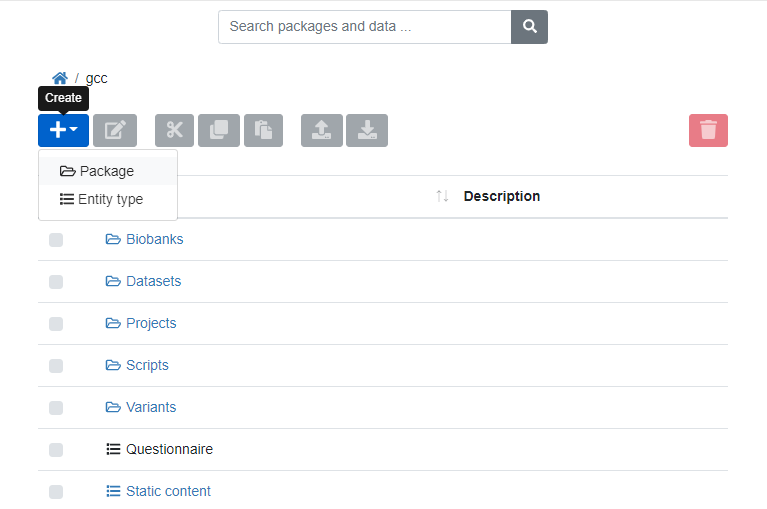 Search packages and data ...
/ gcc
Create
Package
Entity type
Description
Biobanks
Datasets
Projects
Scripts
Variants
Questionnaire
Static content